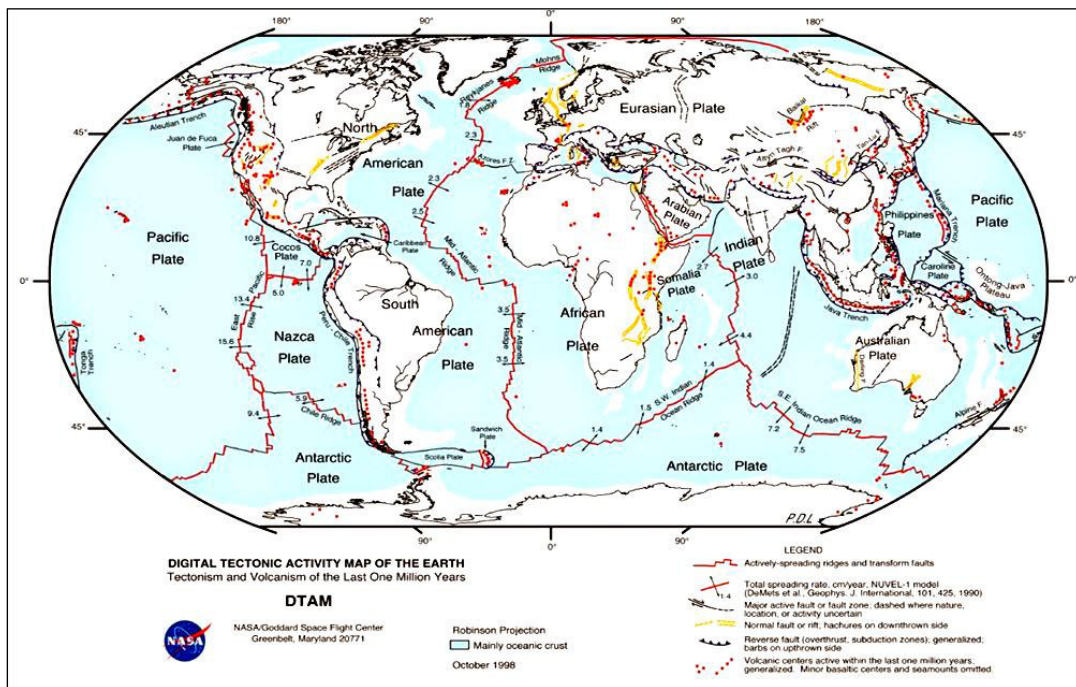 180°
90°
0°
90°
180°
Mohns
Ridge
Reykjanes
Ridge
1.8
Eurasian Plate
Baikal
Rift
Aleutian Trench
45°
45°
Juan de Fuca
Plate
North
American
Plate
2.3
Azores F.Z.
2.3
2.5
Altyn Tagh F.
Tan-Lu F.
Pacific
Plate
Arabian
Plate
Indian
Plate
Philippines
Plate
Mariana Trench
Pacific
Plate
10.8
Cocos
Plate
7.0
5.0
Caribbean
Plate
Mid-Atlantic
Ridge
2.7
3.0
Somalia
Plate
Caroline
Plate
Ontong-Java
Plateau
0°
0°
13.4
East
Pacific
Rise
15.6
Nazca
Plate
Peru - Chile Trench
South
American
Plate
3.5
Mid - Atlantic
Ridge
3.5
African
Plate
4.4
Java Trench
Australian
Plate
Darling F.
Tonga
Trench
9.4
5.9
Chile Ridge
1.4
S.W. Indian
Ocean Ridge
1.5
1.4
S.E. Indian Ocean Ridge
7.2
7.5
Alpine F.
45°
45°
Sandwich
Plate
Scotia Plate
Antarctic
Plate
Antarctic Plate
P.D.L
90°
0°
90°
DIGITAL TECTONIC ACTIVITY MAP OF THE EARTH
Tectonism and Volcanism of the Last One Million Years
DTAM
NASA
NASA/Goddard Space Flight Center
Greenbelt, Maryland 20771
Robinson Projection
Mainly oceanic crust
October 1998
LEGEND
Actively-spreading ridges and transform faults
Total spreading rate, cm/year, NUVEL-1 model
(DeMets et al., Geophys. J. International, 101, 425, 1990)
1.4
Major active fault or fault zone; dashed where nature,
location, or activity uncertain
Normal fault or rift; hachures on downthrown side
Reverse fault (overthrust, subduction zones); generalized;
barbs on upthrown side
Volcanic centers active within the last one million years;
generalized. Minor basaltic centers and seamounts omitted.